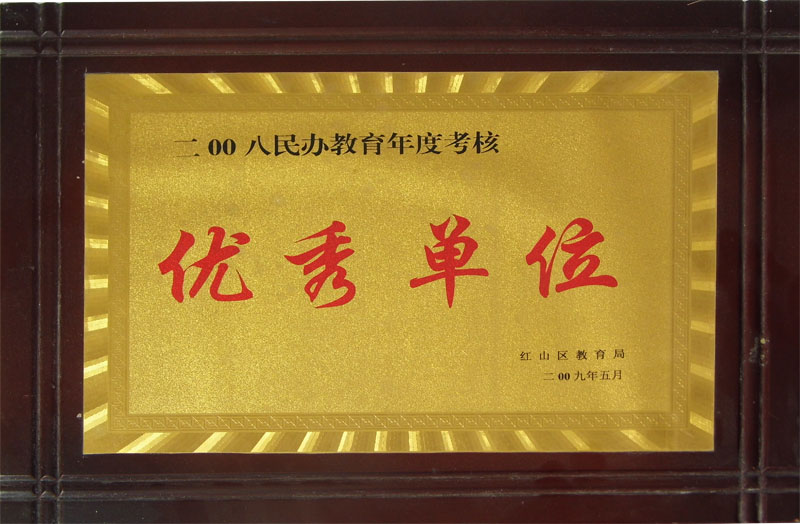 二00八民办教育年度考核
优秀单位
红山区教育局
二00九年五月